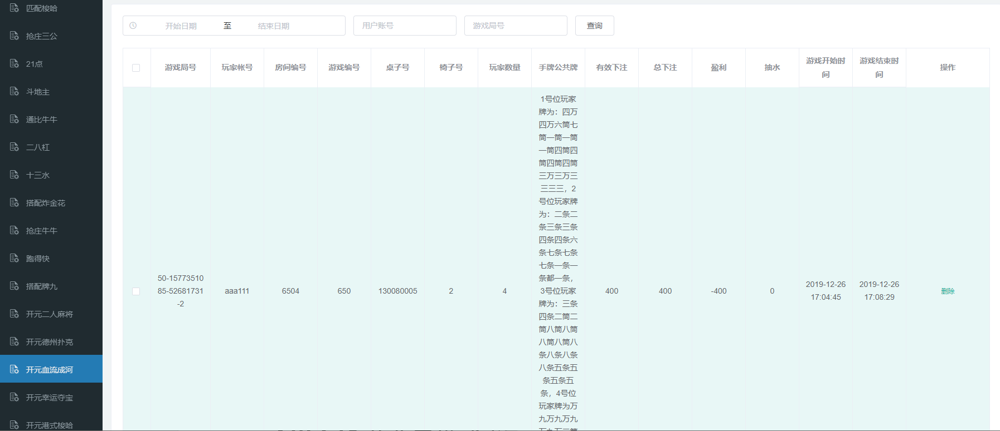 匹配梭哈
抢庄三公
21点
斗地主
通比牛牛
二八杠
十三水
搭配炸金花
抢庄牛牛
跑得快
搭配牌九
开元二人麻将
开元德州扑克
开元血流成河
开元幸运夺宝
开元港式梭哈
开始日期 至 结束日期 用户账号 游戏局号 查询
游戏局号 玩家帐号 房间编号 游戏编号 桌子号 椅子号 玩家数量 手牌公共牌 有效下注 总下注 盈利 抽水 游戏开始时 游戏结束时 操作
间 间
1号位玩家
牌为：四万
四万六筒七
筒一筒一筒
一筒四筒四
筒四筒四筒
三万三万三
三三三，2
号位玩家牌
为：二条二
条三条三条
四条四条六
条七条七条
七条一条一
条都一条，
3号位玩家
牌为：三条
四条二筒二
筒八筒八筒
八筒八筒八
条八条八条
八条五条五
条五条五
条，4号位
玩家牌为万
九万九万九
50-15773510
85-52681731
-2
aaa111 6504 650 130080005 2 4 400 400 -400 0
2019-12-26
17:04:45
2019-12-26
17:08:29
删除